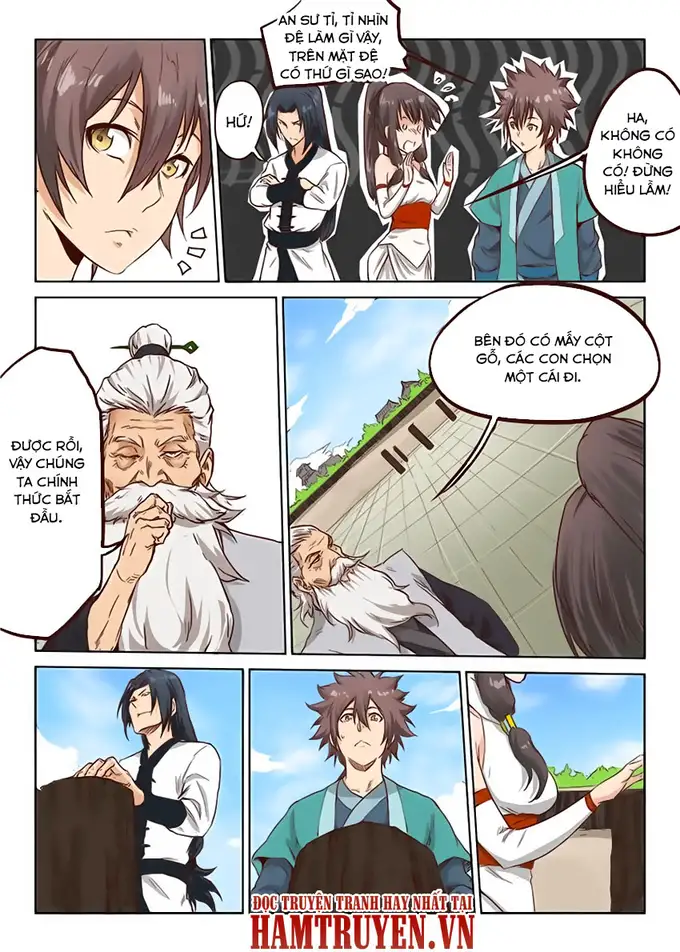 AN SƯ TỈ, TỈ NHÌN
ĐỆ LÀM GÌ VẬY,
TRÊN MẶT ĐỆ
CÓ THỨ GÌ SAO!
HỨ!
HA,
KHÔNG CÓ
KHÔNG
CÓ! ĐỪNG
HIỂU LẦM!
ĐƯỢC RỒI,
VẬY CHÚNG
TA CHÍNH
THỨC BẮT
ĐẦU.
BÊN ĐÓ CÓ MẤY CỘT
GỖ, CÁC CON CHỌN
MỘT CÁI ĐI.
ĐỌC TRUYỆN TRANH HAY NHẤT TẠI
HAMTRUYEN.VN